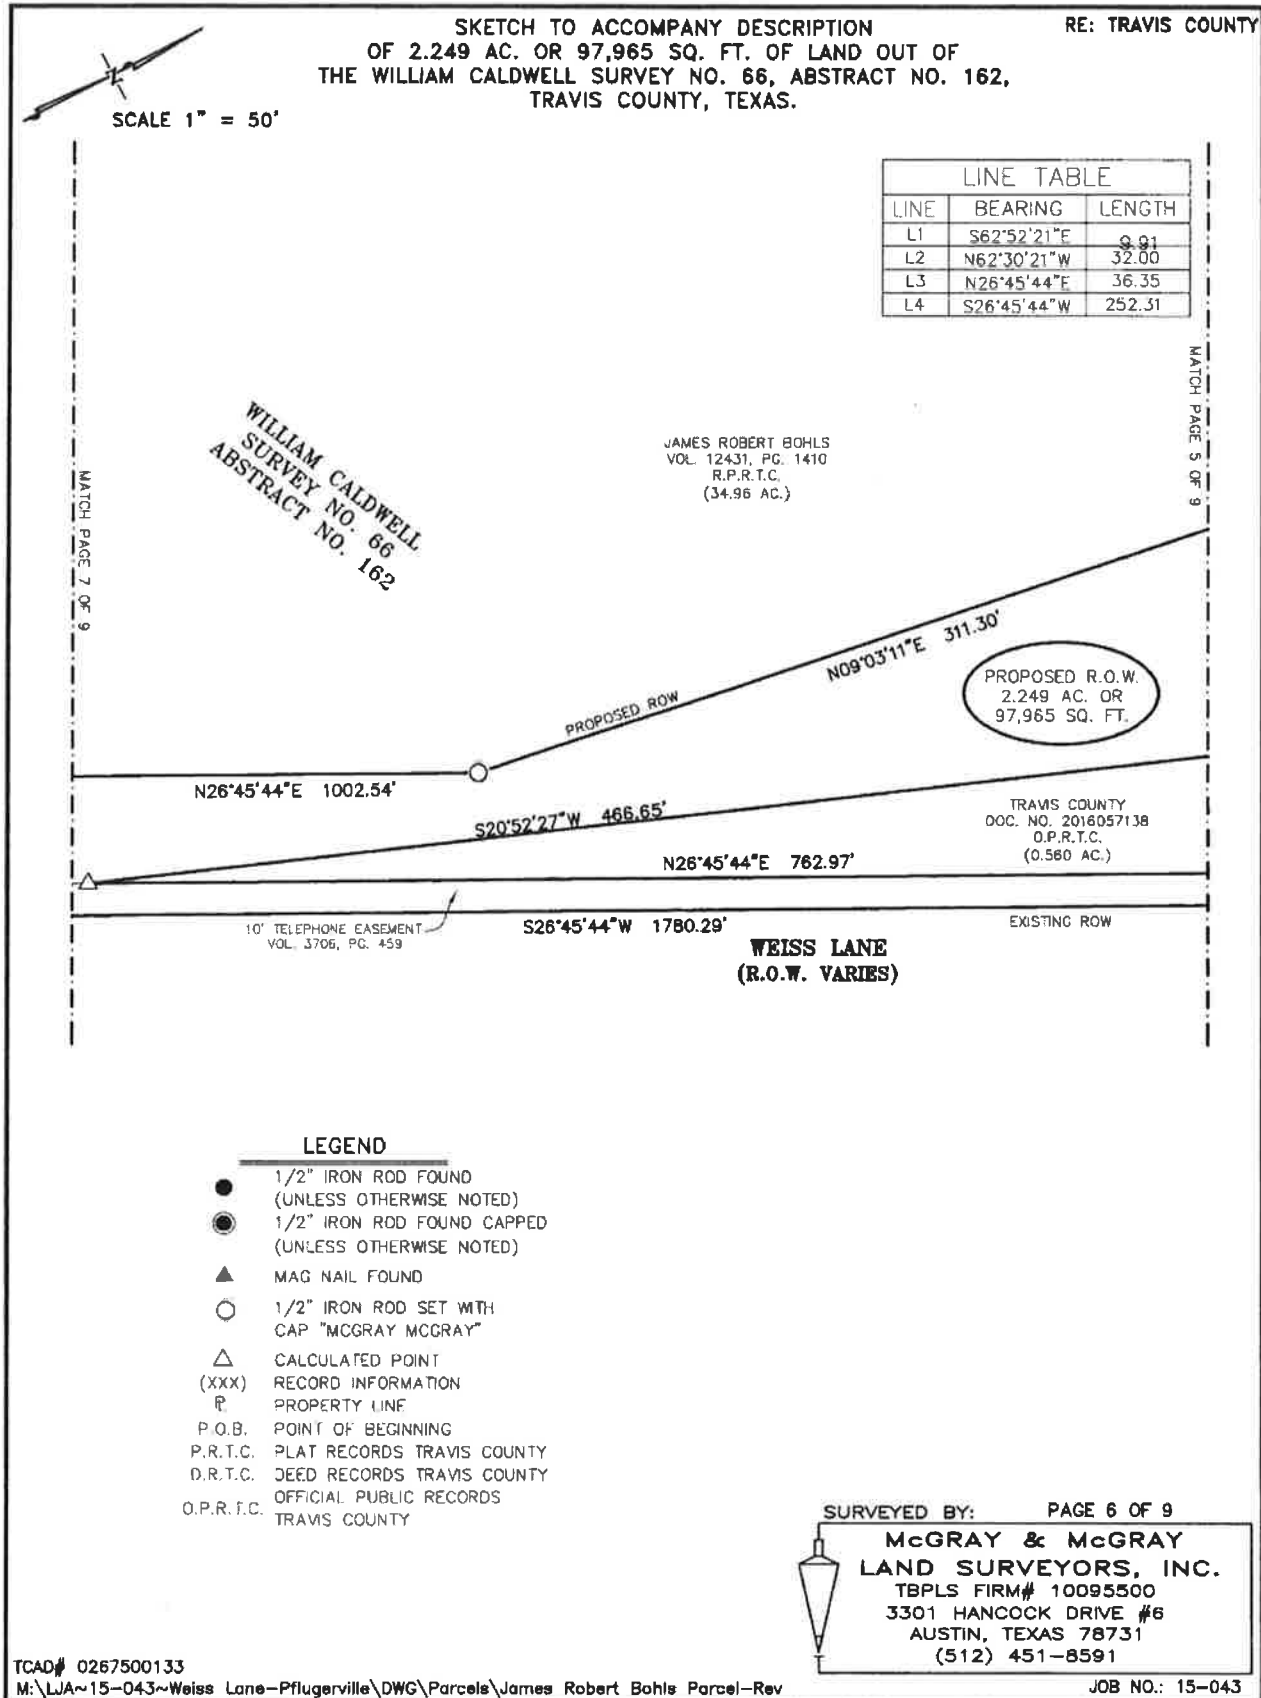 SKETCH TO ACCOMPANY DESCRIPTION
OF 2.249 AC. OR 97,965 SQ. FT. OF LAND OUT OF
THE WILLIAM CALDWELL SURVEY NO. 66, ABSTRACT NO. 162,
TRAVIS COUNTY, TEXAS.
RE: TRAVIS COUNTY
SCALE 1" = 50'
LINE TABLE
LINE BEARING LENGTH
L1 S62°52'21"E 9.91
L2 N62°30'21"W 32.00
L3 N26°45'44"E 36.35
L4 S26°45'44"W 252.31
MATCH PAGE 5 OF 9
MATCH PAGE 7 OF 9
WILLIAM CALDWELL
SURVEY NO. 66
ABSTRACT NO. 162
JAMES ROBERT BOHLS
VOL. 12431, PG. 1410
R.P.R.T.C.
(34.96 AC.)
N09°03'11"E 311.30'
PROPOSED ROW
PROPOSED R.O.W.
2.249 AC. OR
97,965 SQ. FT.
N26°45'44"E 1002.54'
S20°52'27"W 466.65'
TRAVIS COUNTY
DOC. NO. 2016057138
O.P.R.T.C.
(0.560 AC.)
N26°45'44"E 762.97'
10' TELEPHONE EASEMENT
VOL. 3706, PG. 459
S26°45'44"W 1780.29'
EXISTING ROW
WEISS LANE
(R.O.W. VARIES)
LEGEND
1/2" IRON ROD FOUND
(UNLESS OTHERWISE NOTED)
1/2" IRON ROD FOUND CAPPED
(UNLESS OTHERWISE NOTED)
MAG NAIL FOUND
1/2" IRON ROD SET WITH
CAP "MCGRAY MCGRAY"
CALCULATED POINT
(XXX) RECORD INFORMATION
PROPERTY LINE
P.O.B. POINT OF BEGINNING
P.R.T.C. PLAT RECORDS TRAVIS COUNTY
D.R.T.C. DEED RECORDS TRAVIS COUNTY
O.P.R.T.C. OFFICIAL PUBLIC RECORDS
TRAVIS COUNTY
SURVEYED BY: PAGE 6 OF 9
McGRAY & McGRAY
LAND SURVEYORS, INC.
TBPLS FIRM# 10095500
3301 HANCOCK DRIVE #6
AUSTIN, TEXAS 78731
(512) 451-8591
TCAD# 0267500133
M:\LJA~15-043~Weiss Lane-Pflugerville\DWG\Parcels\James Robert Bohls Parcel-Rev
JOB NO.: 15-043